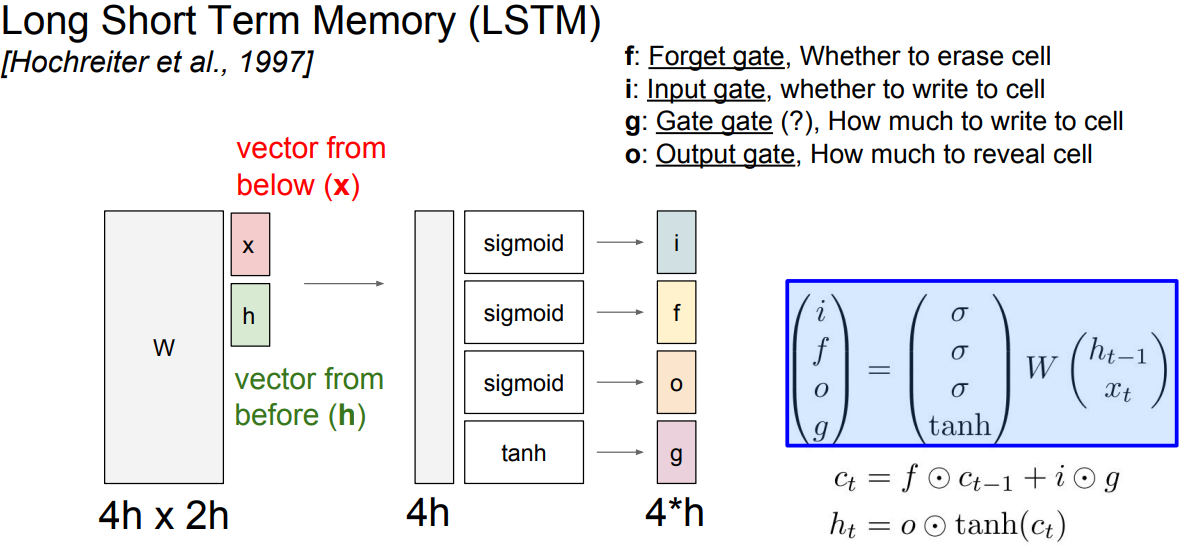 Long Short Term Memory (LSTM)
[Hochreiter et al., 1997]
f: Forget gate, Whether to erase cell
i: Input gate, whether to write to cell
g: Gate gate (?), How much to write to cell
o: Output gate, How much to reveal cell
vector from
below (x)
x
h
W
vector from
before (h)
4h x 2h
4h
sigmoid
sigmoid
sigmoid
tanh
i
f
o
g
4*h
(i f o g) = (σ σ σ tanh) W (h_{t−1} x_t)
c_t = f ⊙ c_{t−1} + i ⊙ g
h_t = o ⊙ tanh(c_t)